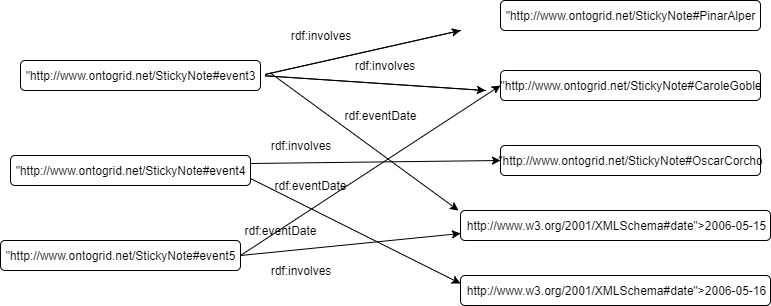 "http://www.ontogrid.net/StickyNote#PinarAlper
rdf:involves
rdf:involves
"http://www.ontogrid.net/StickyNote#event3
"http://www.ontogrid.net/StickyNote#CaroleGoble
rdf:eventDate
rdf:involves
"http://www.ontogrid.net/StickyNote#OscarCorcho
"http://www.ontogrid.net/StickyNote#event4
rdf:eventDate
http://www.w3.org/2001/XMLSchema#date">2006-05-15
rdf:eventDate
"http://www.ontogrid.net/StickyNote#event5
rdf:involves
http://www.w3.org/2001/XMLSchema#date">2006-05-16